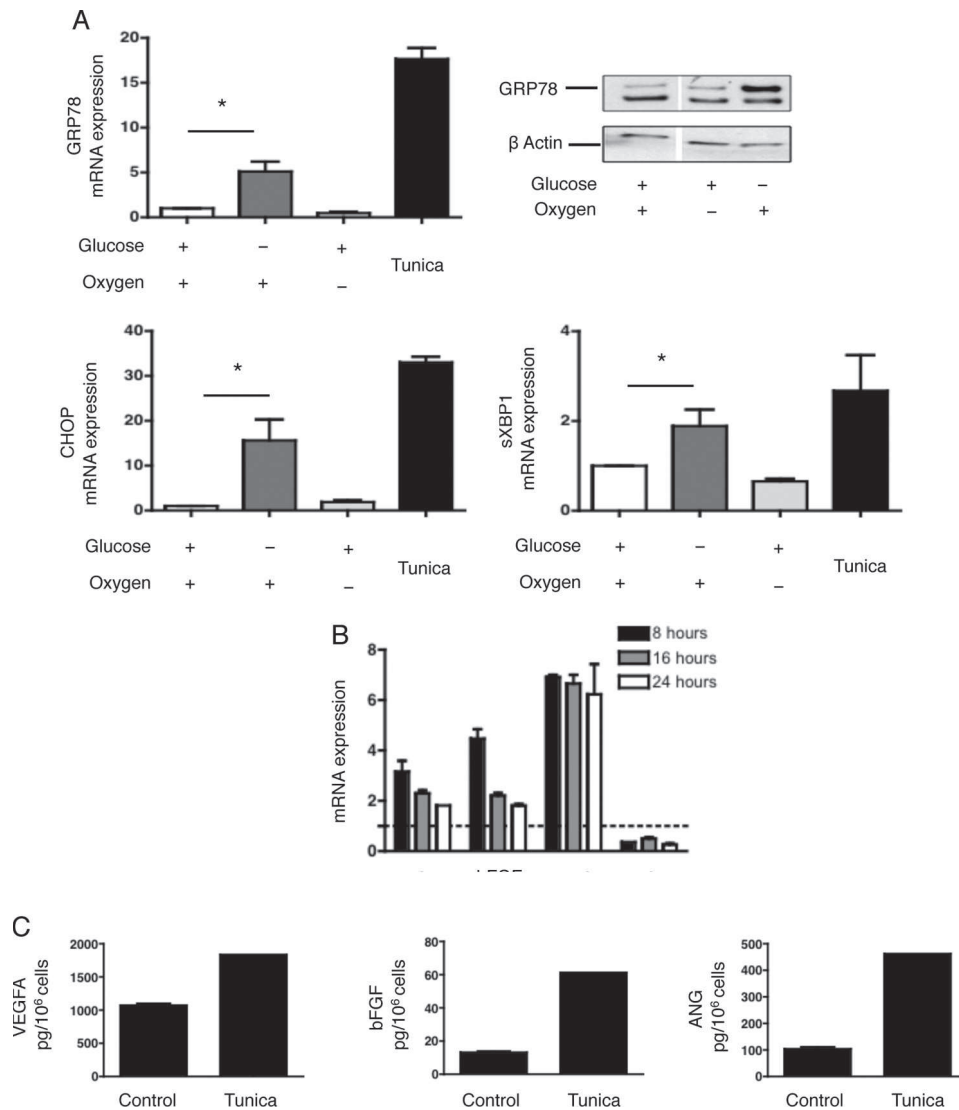 A
GRP78
mRNA expression
20
15
10
5
0
*
Glucose + – +
Oxygen + + –
Tunica
GRP78
β Actin
Glucose + + –
Oxygen + – +
CHOP
mRNA expression
40
30
20
10
0
*
Glucose + – +
Oxygen + + –
Tunica
sXBP1
mRNA expression
4
2
0
*
Glucose + – +
Oxygen + + –
Tunica
B
mRNA expression
8
6
4
2
0
8 hours
16 hours
24 hours
C
VEGFA
pg/10⁶ cells
2000
1500
1000
500
0
Control Tunica
bFGF
pg/10⁶ cells
80
60
40
20
0
Control Tunica
ANG
pg/10⁶ cells
500
400
300
200
100
0
Control Tunica